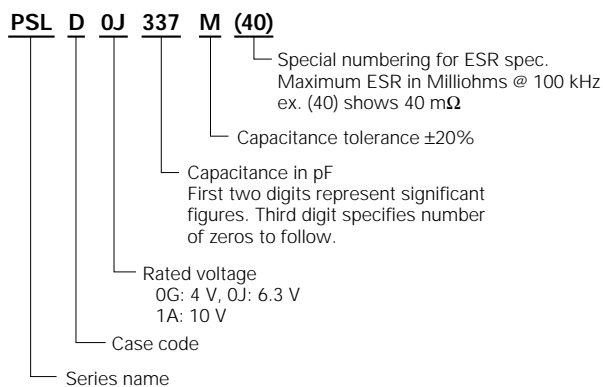 PSL D 0J 337 M (40)
Special numbering for ESR spec.
Maximum ESR in Milliohms @ 100 kHz
ex. (40) shows 40 mΩ
Capacitance tolerance ±20%
Capacitance in pF
First two digits represent significant
figures. Third digit specifies number
of zeros to follow.
Rated voltage
0G: 4 V, 0J: 6.3 V
1A: 10 V
Case code
Series name